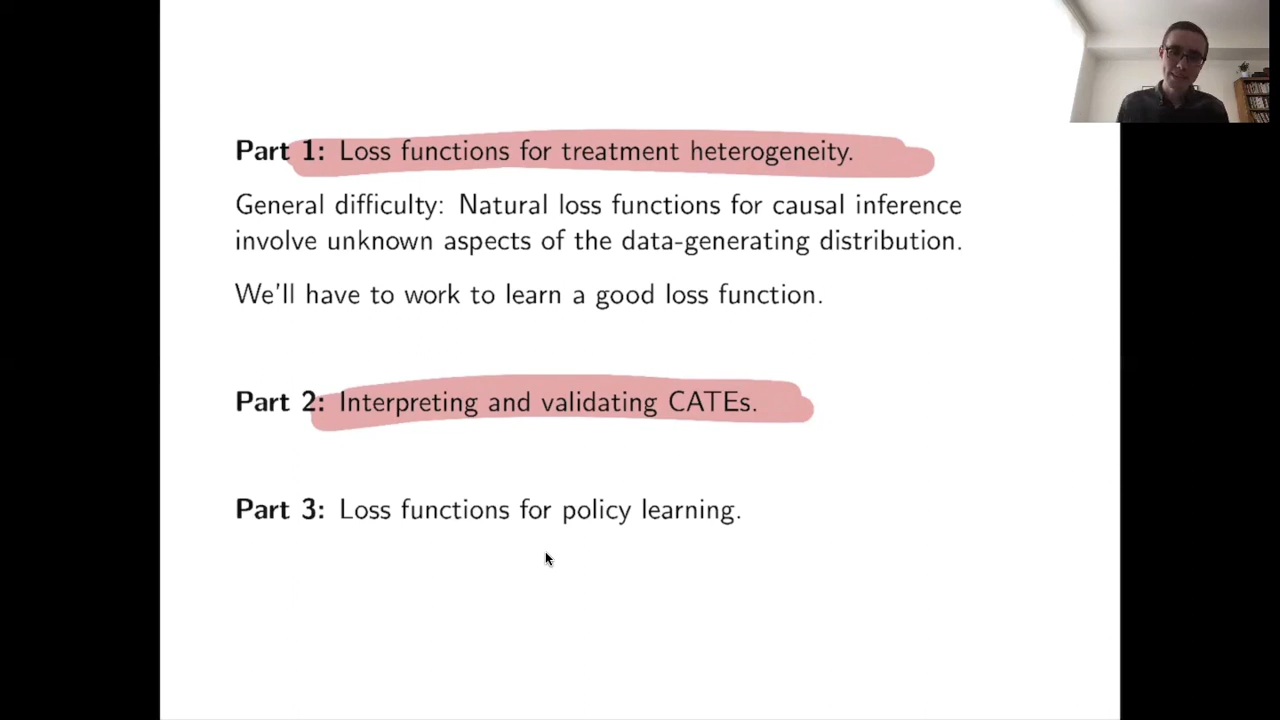 Part 1: Loss functions for treatment heterogeneity.
General difficulty: Natural loss functions for causal inference
involve unknown aspects of the data-generating distribution.
We'll have to work to learn a good loss function.
Part 2: Interpreting and validating CATEs.
Part 3: Loss functions for policy learning.